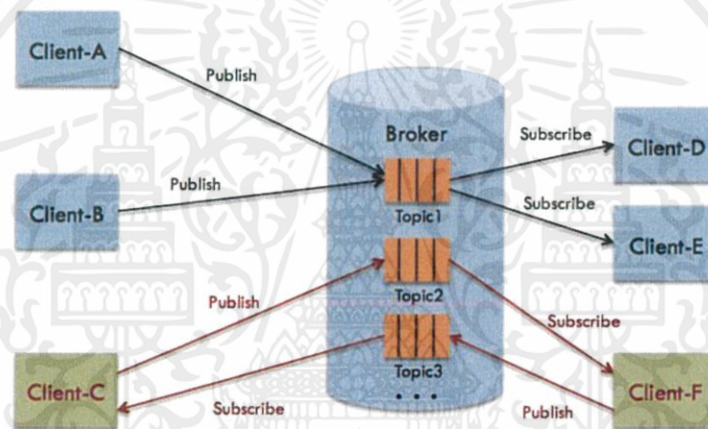 Client-A
Publish
Broker
Subscribe
Client-D
Client-B
Publish
Topic1
Subscribe
Client-E
Publish
Topic2
Subscribe
Client-C
Topic3
Subscribe
Publish
Client-F